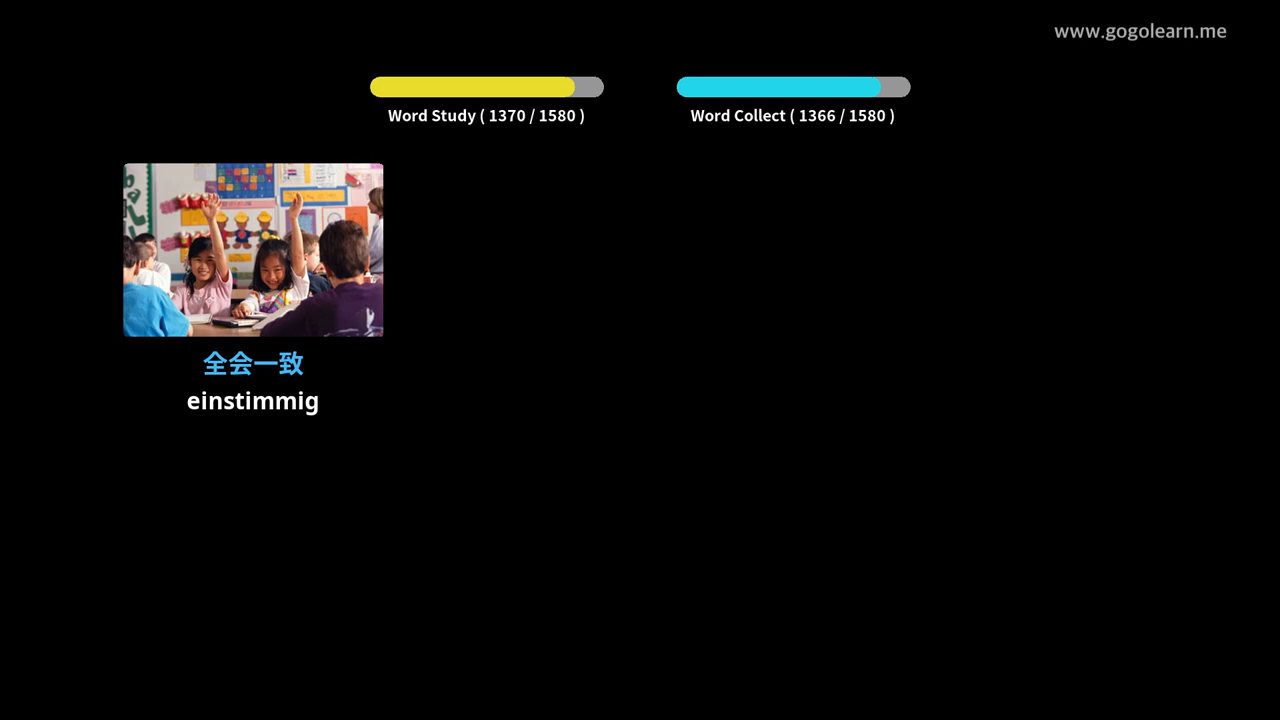 www.gogolearn.me
Word Study ( 1370 / 1580 )
Word Collect ( 1366 / 1580 )
全会一致
einstimmig